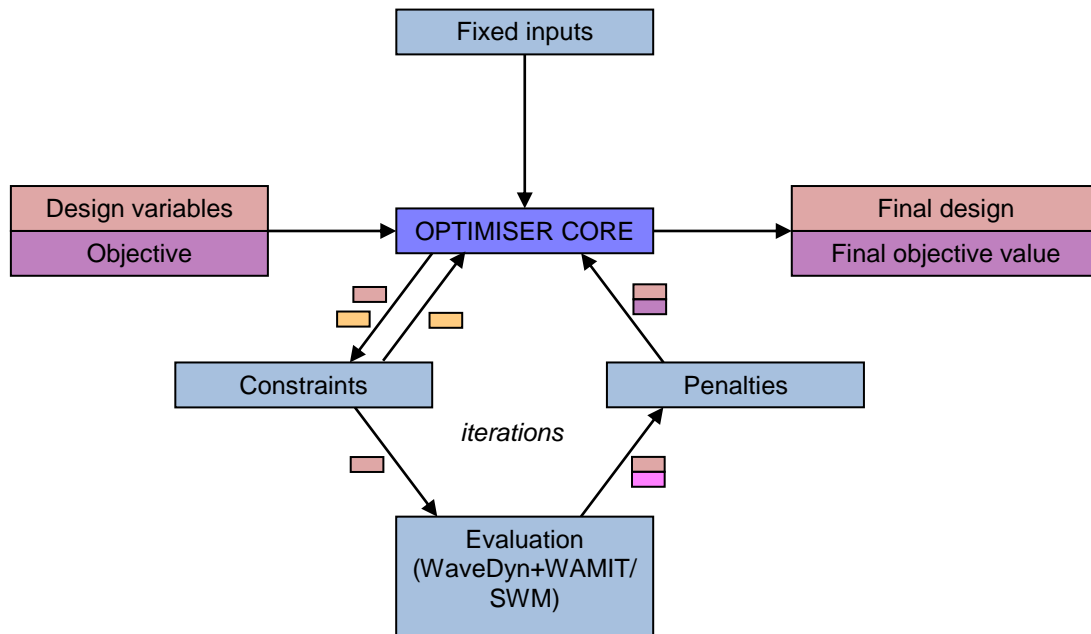 Fixed inputs
Design variables
Objective
OPTIMISER CORE
Final design
Final objective value
Constraints
Penalties
iterations
Evaluation
(WaveDyn+WAMIT/
SWM)